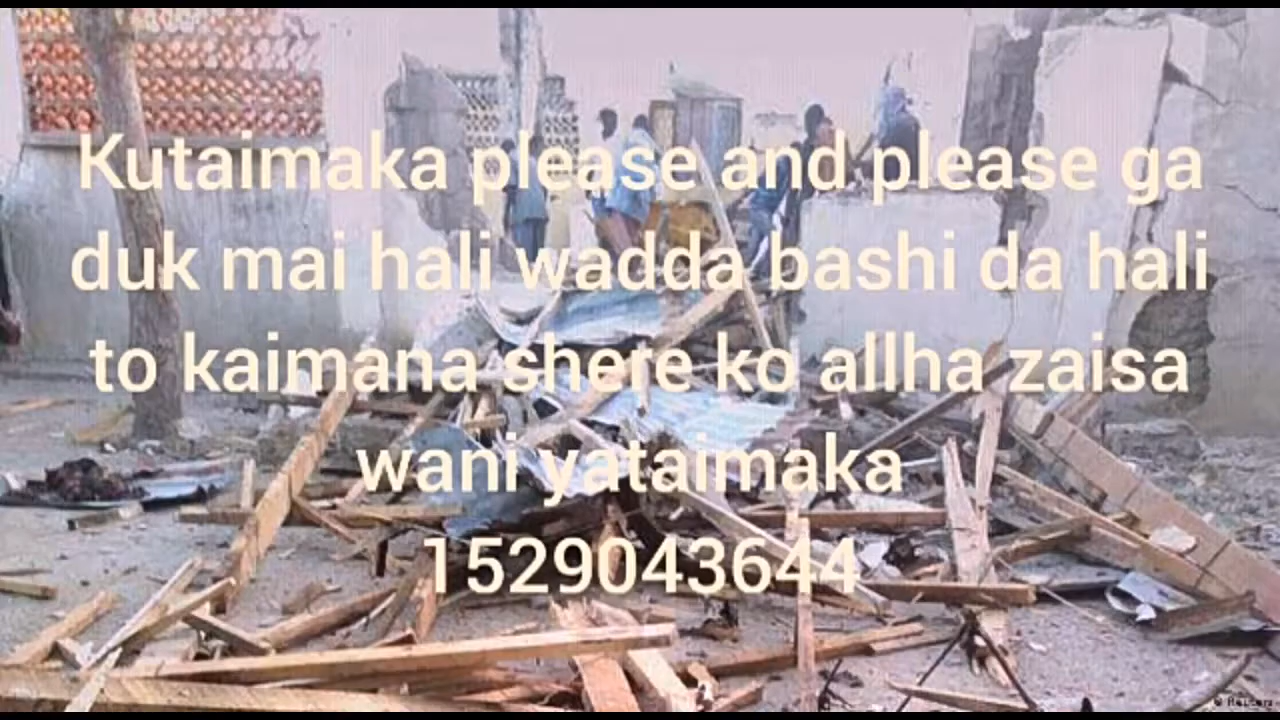 Kutaimaka please and please ga
duk mai hali wadda bashi da hali
to kaimana shere ko allha zaisa
wani yataimaka
1529043644
© Reuters